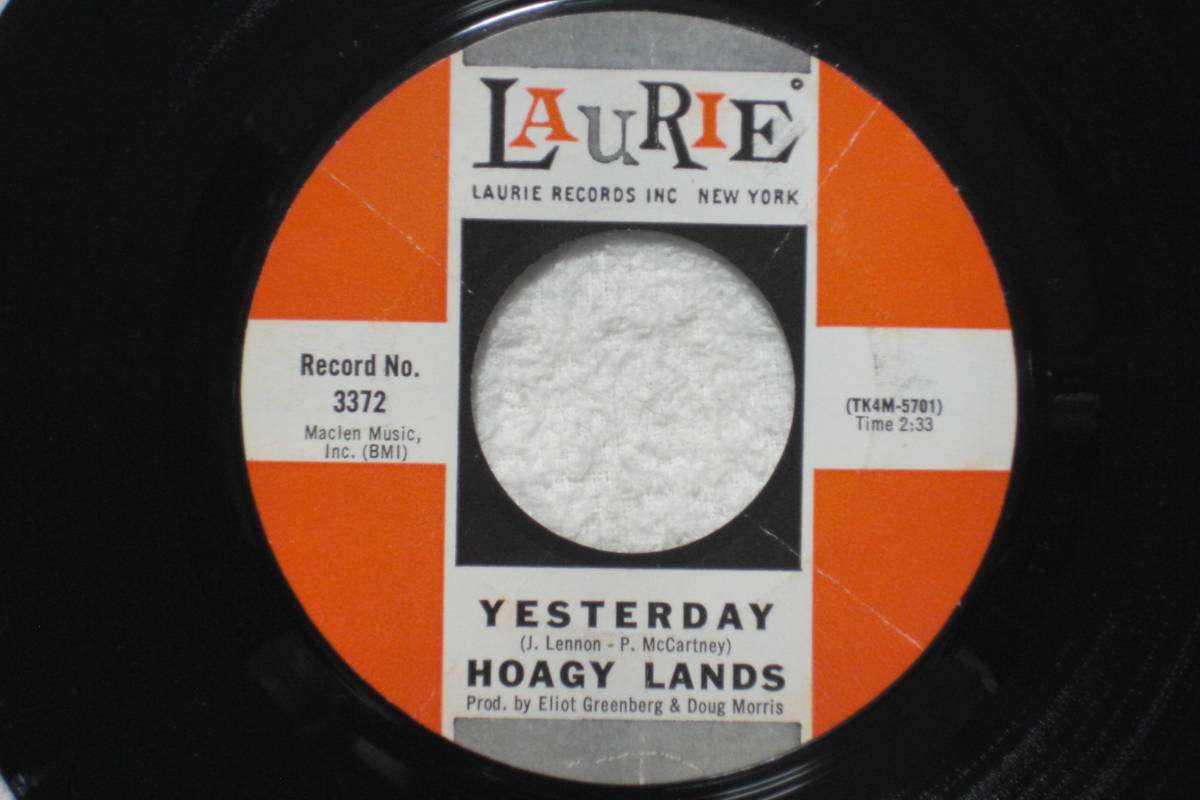 LAURIE
LAURIE RECORDS INC NEW YORK
Record No.
3372
Maclen Music,
Inc. (BMI)
(TK4M-5701)
Time 2:33
YESTERDAY
(J. Lennon - P. McCartney)
HOAGY LANDS
Prod. by Eliot Greenberg & Doug Morris